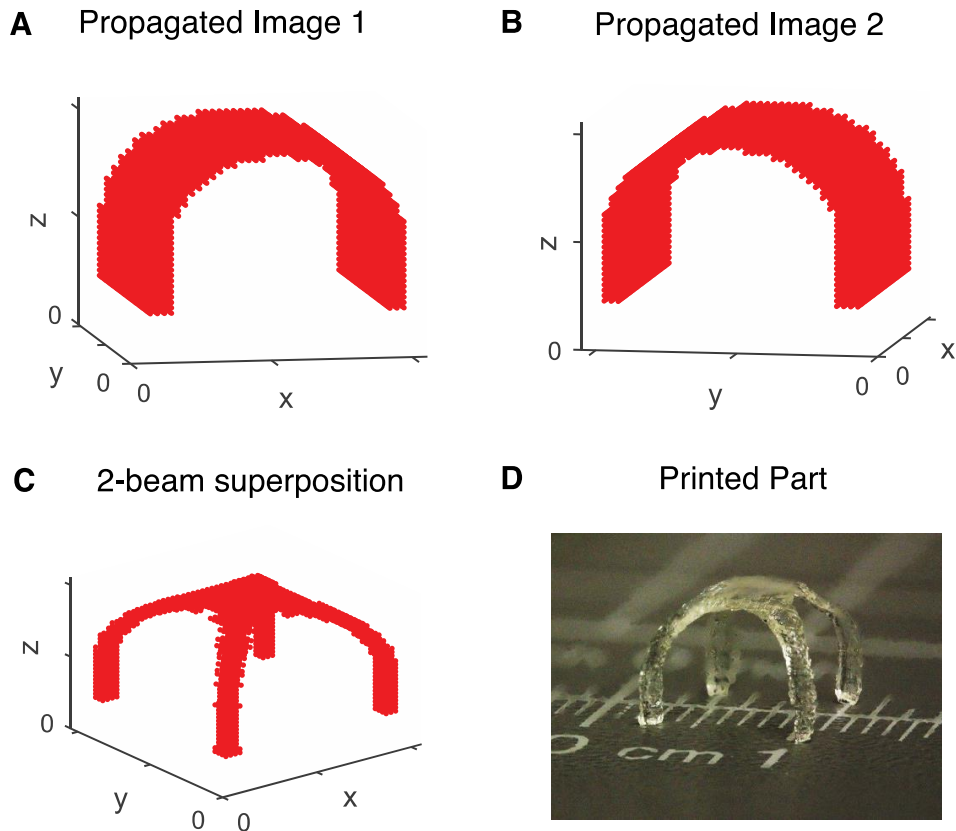 A Propagated Image 1
z
0
y
0
0
x
B Propagated Image 2
z
0
y
0
0
x
C 2-beam superposition
z
0
y
0
0
x
D Printed Part
0 cm 1